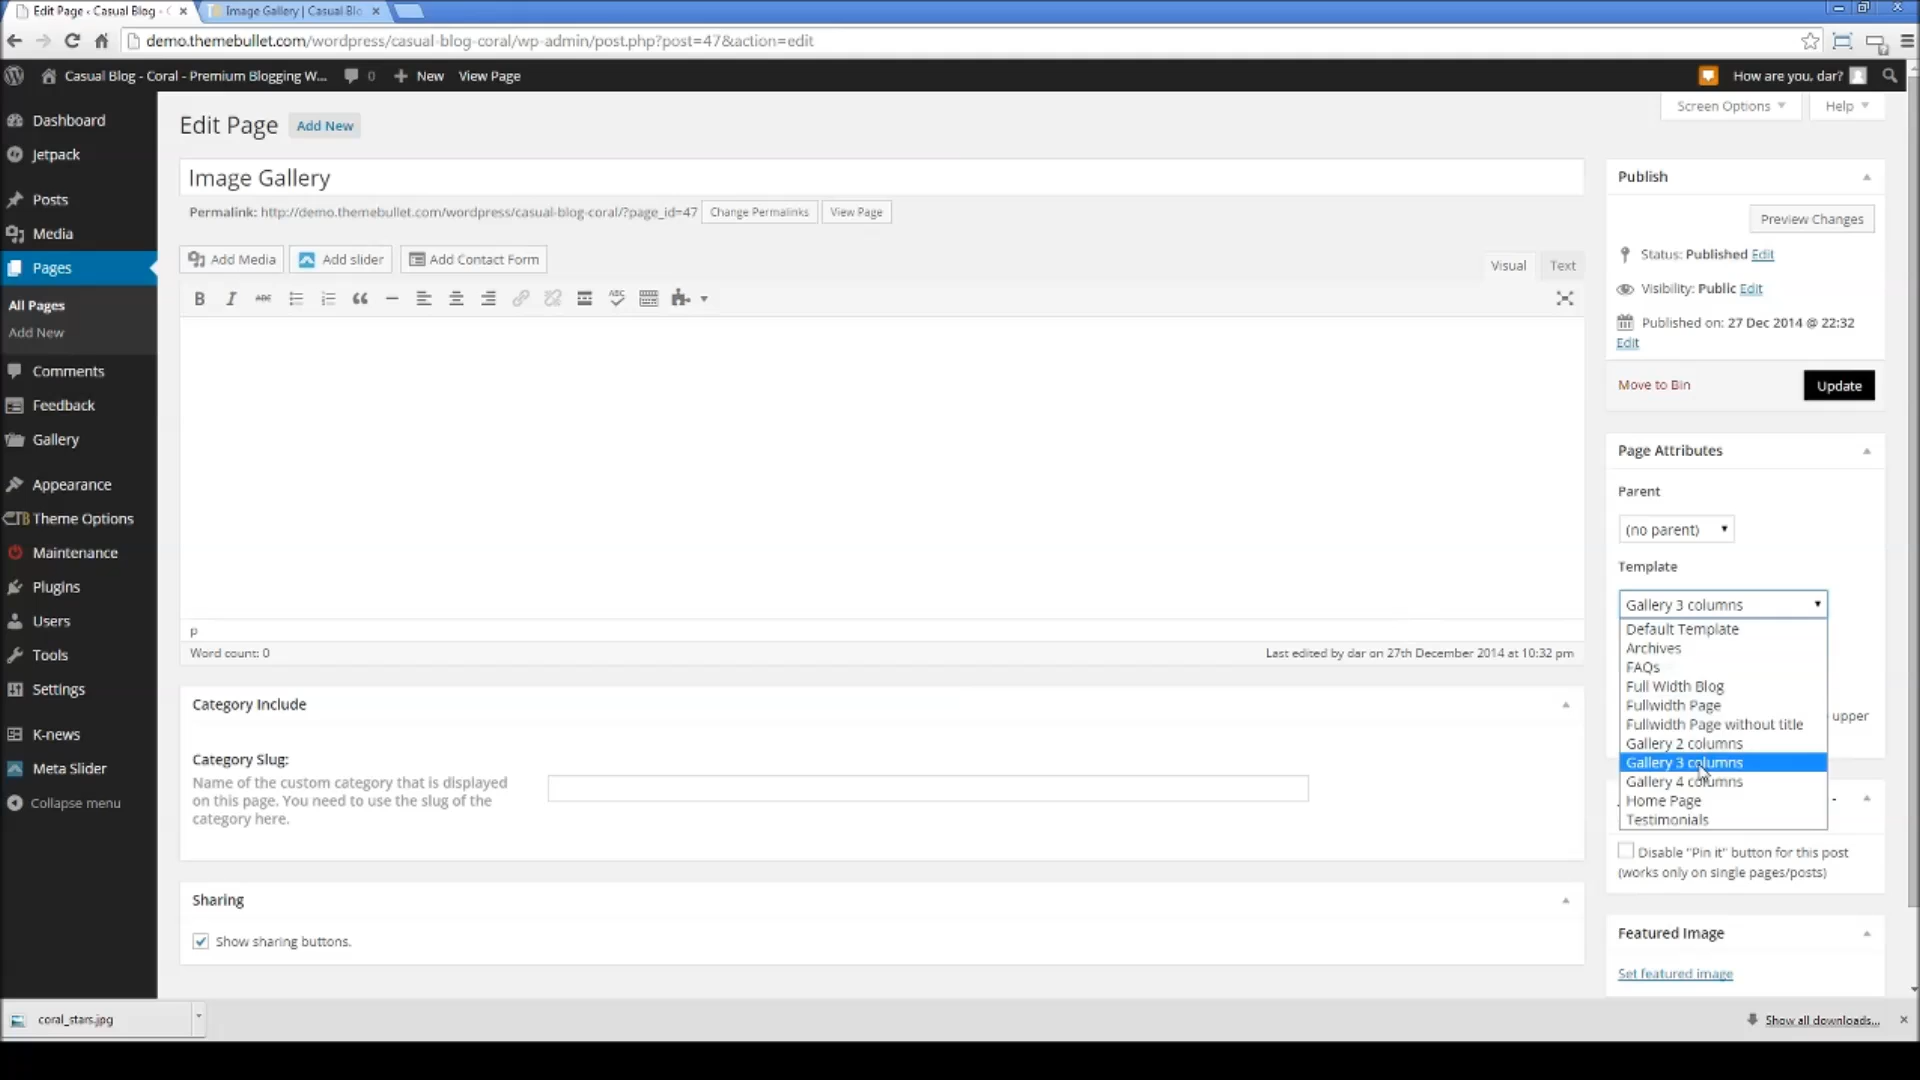 Edit Page ‹ Casual Blog -
Image Gallery | Casual Blo
demo.themebullet.com/wordpress/casual-blog-coral/wp-admin/post.php?post=47&action=edit
Casual Blog - Coral - Premium Blogging W... 0 New View Page
How are you, dar?
Dashboard
Jetpack
Posts
Media
Pages
All Pages
Add New
Comments
Feedback
Gallery
Appearance
Theme Options
Maintenance
Plugins
Users
Tools
Settings
K-news
Meta Slider
Collapse menu
Screen Options
Help
Edit Page Add New
Image Gallery
Permalink: http://demo.themebullet.com/wordpress/casual-blog-coral/?page_id=47 Change Permalinks View Page
Add Media Add slider Add Contact Form
Visual Text
B I ABC
ABC
p
Word count: 0
Last edited by dar on 27th December 2014 at 10:32 pm
Category Include
Category Slug:
Name of the custom category that is displayed
on this page. You need to use the slug of the
category here.
Sharing
Show sharing buttons.
Publish
Preview Changes
Status: Published Edit
Visibility: Public Edit
Published on: 27 Dec 2014 @ 22:32
Edit
Move to Bin
Update
Page Attributes
Parent
(no parent)
Template
Gallery 3 columns
Default Template
Archives
FAQs
Full Width Blog
Fullwidth Page
Fullwidth Page without title
upper
Gallery 2 columns
Gallery 3 columns
Gallery 4 columns
Home Page
Testimonials
Disable "Pin it" button for this post
(works only on single pages/posts)
Featured Image
Set featured image
coral_stars.jpg
Show all downloads...